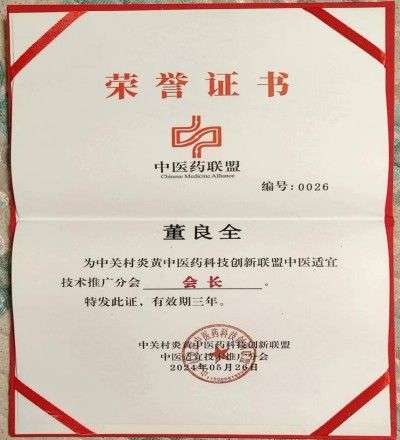 荣誉证书
中医药联盟
Chinese Medicine Alliance
编号:0026
董良全
为中关村炎黄中医药科技创新联盟中医适宜
技术推广分会 会长 。
特发此证，有效期三年。
中关村炎黄中医药科技创新联盟
中医适宜技术推广分会
2024年05月26日